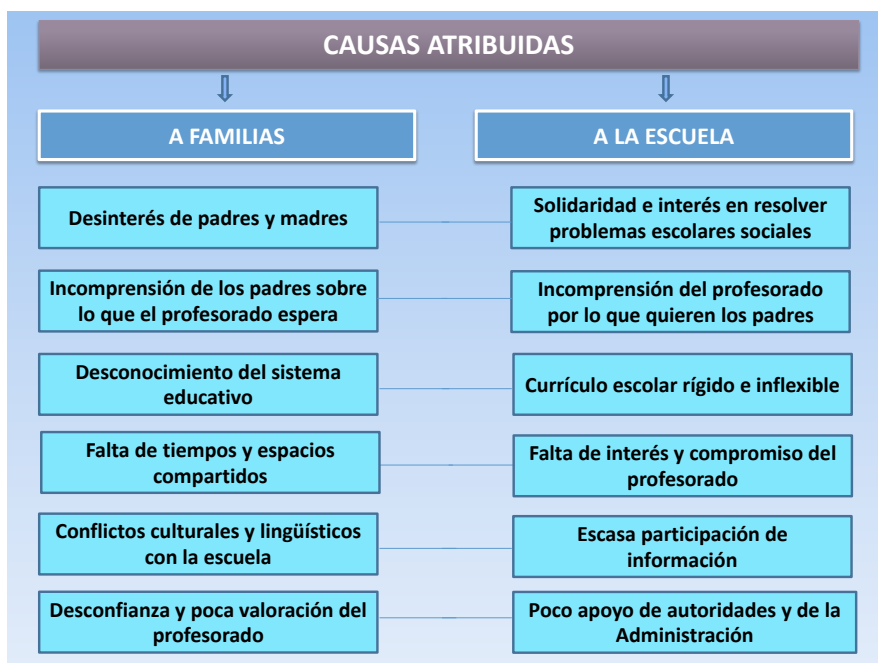 CAUSAS ATRIBUIDAS
A FAMILIAS
A LA ESCUELA
Desinterés de padres y madres
Solidaridad e interés en resolver
problemas escolares sociales
Incomprensión de los padres sobre
lo que el profesorado espera
Incomprensión del profesorado
por lo que quieren los padres
Desconocimiento del sistema
educativo
Currículo escolar rígido e inflexible
Falta de tiempos y espacios
compartidos
Falta de interés y compromiso del
profesorado
Conflictos culturales y lingüísticos
con la escuela
Escasa participación de
información
Desconfianza y poca valoración del
profesorado
Poco apoyo de autoridades y de la
Administración